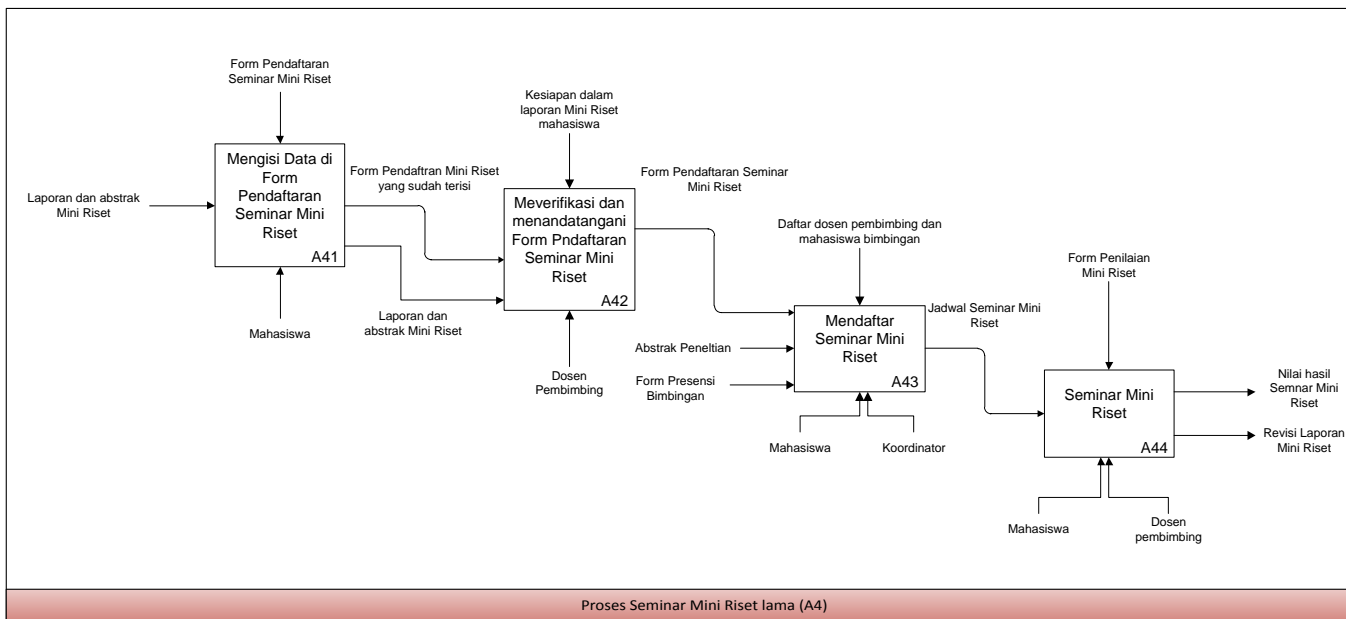 Form Pendaftaran
Seminar Mini Riset
Laporan dan abstrak
Mini Riset
Mengisi Data di
Form
Pendaftaran
Seminar Mini
Riset
A41
Mahasiswa
Form Pendaftran Mini Riset
yang sudah terisi
Laporan dan
abstrak Mini Riset
Kesiapan dalam
laporan Mini Riset
mahasiswa
Meverifikasi dan
menandatangani
Form Pndaftaran
Seminar Mini
Riset
A42
Dosen
Pembimbing
Form Pendaftaran Seminar
Mini Riset
Daftar dosen pembimbing dan
mahasiswa bimbingan
Abstrak Peneltian
Form Presensi
Bimbingan
Mendaftar
Seminar Mini
Riset
A43
Mahasiswa
Koordinator
Jadwal Seminar Mini
Riset
Form Penilaian
Mini Riset
Seminar Mini
Riset
A44
Mahasiswa
Dosen
pembimbing
Nilai hasil
Semnar Mini
Riset
Revisi Laporan
Mini Riset
Proses Seminar Mini Riset lama (A4)